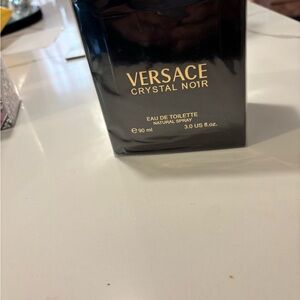 VERSACE
CRYSTAL NOIR
EAU DE TOILETTE
NATURAL SPRAY
℮ 90 ml 3.0 US fl.oz.